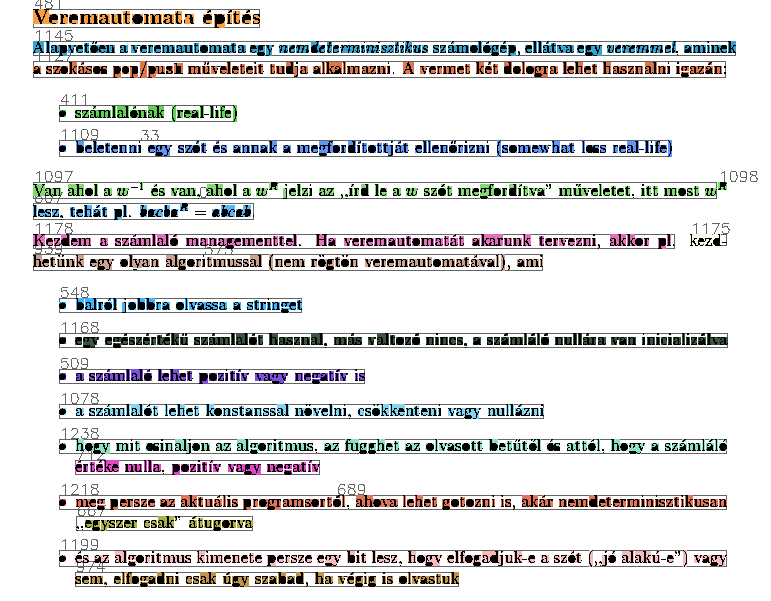 481
Veremautomata építés
1145
Alapvetően a veremautomata egy nemdeterminisztikus számológép, ellátva egy veremmel, aminek
a szokásos pop/push műveleteit tudja alkalmazni. A vermet két dologra lehet használni igazán:
411
• számlálónak (real-life)
1109 33
• beletenni egy szót és annak a megfordítottját ellenőrizni (somewhat less real-life)
1097 1098
Van ahol a w⁻¹ és van, ahol a wᴿ jelzi az „írd le a w szót megfordítva” műveletet, itt most wᴿ
lesz, tehát pl. bacbaᴿ = abcab
1178 1175
Kezdem a számláló managementtel. Ha veremautomatát akarunk tervezni, akkor pl. kezd-
hetünk egy olyan algoritmussal (nem rögtön veremautomatával), ami
548
• balról jobbra olvassa a stringet
1168
• egy egészértékű számlálót használ, más változó nincs, a számláló nullára van inicializálva
509
• a számláló lehet pozitív vagy negatív is
1078
• a számlálót lehet konstanssal növelni, csökkenteni vagy nullázni
1238
• hogy mit csináljon az algoritmus, az függhet az olvasott betűtől és attól, hogy a számláló
értéke nulla, pozitív vagy negatív
1218 689
• meg persze az aktuális programsortól, ahova lehet gotozni is, akár nemdeterminisztikusan
„egyszer csak” átugorva
1199
• és az algoritmus kimenete persze egy bit lesz, hogy elfogadjuk-e a szót („jó alakú-e”) vagy
974
sem, elfogadni csak úgy szabad, ha végig is olvastuk